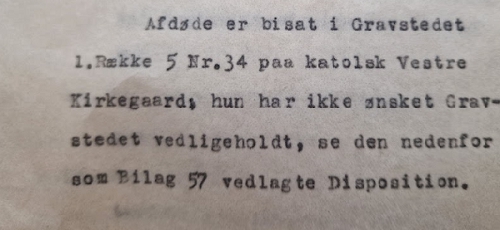 Afdøde er bisat i Gravstedet
1.Række 5 Nr.34 paa katolsk Vestre
Kirkegaard, hun har ikke ønsket Grav-
stedet vedligeholdt, se den nedenfor
som Bilag 57 vedlagte Disposition.